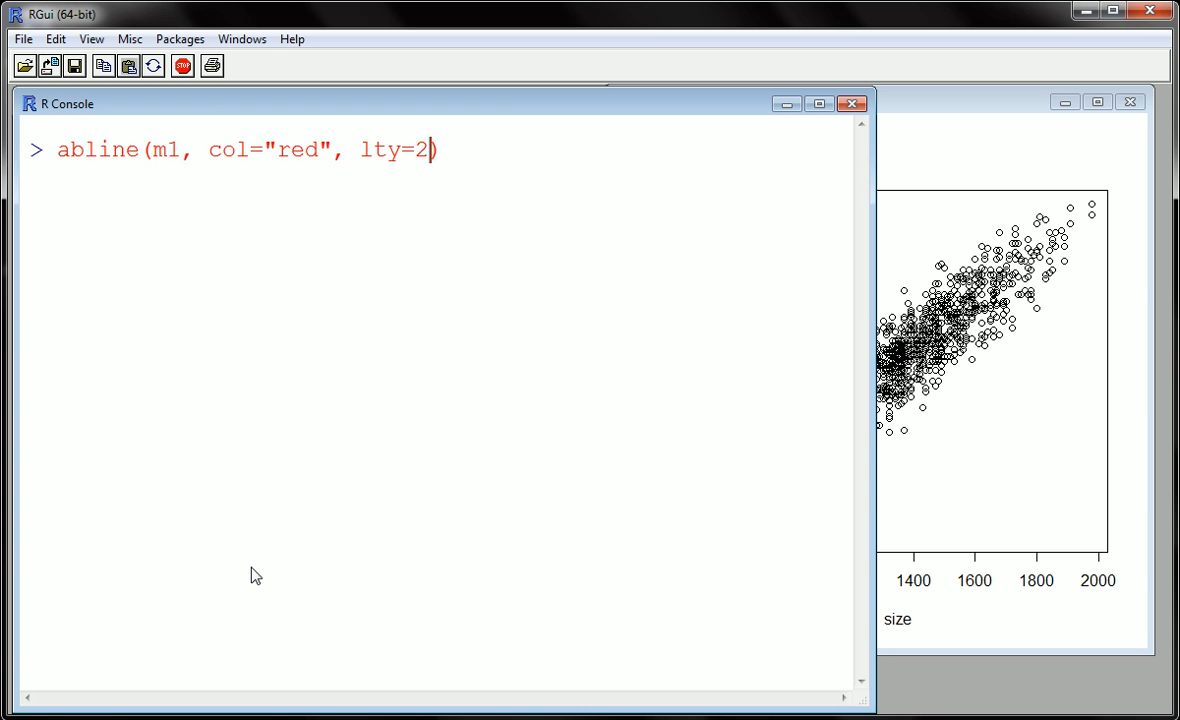 RGui (64-bit)
File Edit View Misc Packages Windows Help
STOP
R Console
> abline(m1, col="red", lty=2)
1400 1600 1800 2000
size